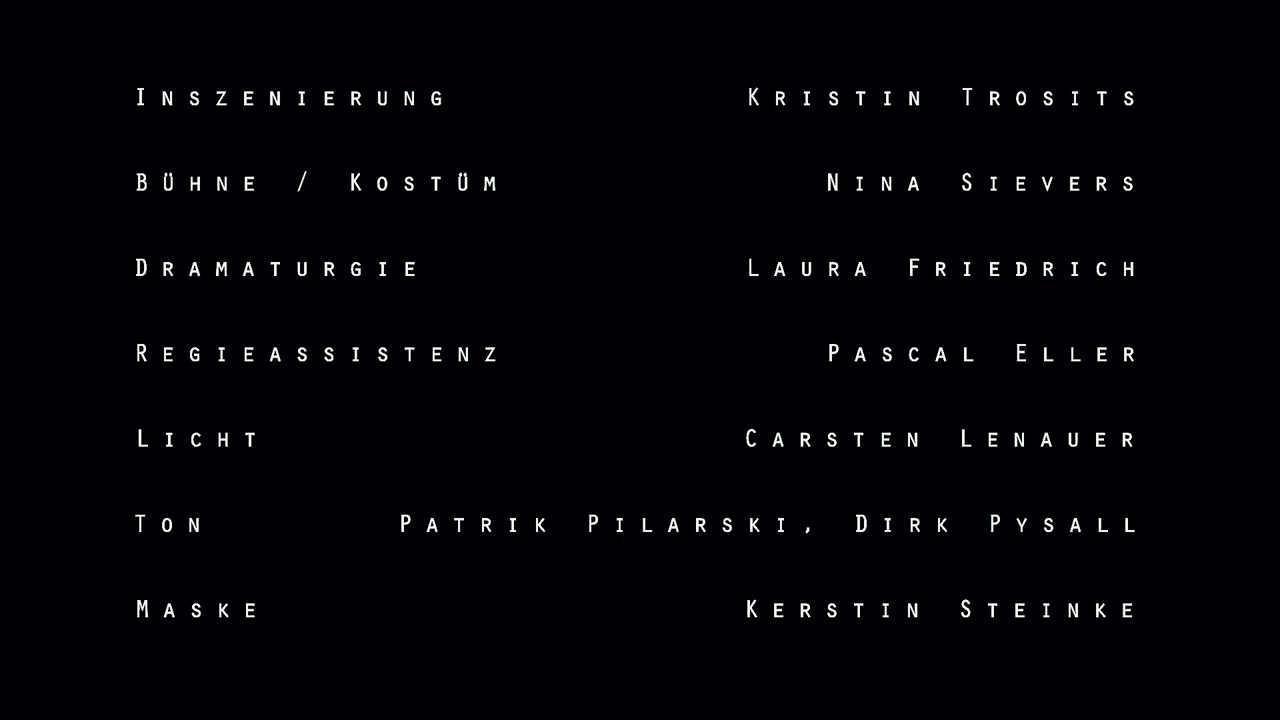 Inszenierung Kristin Trosits
Bühne / Kostüm Nina Sievers
Dramaturgie Laura Friedrich
Regieassistenz Pascal Eller
Licht Carsten Lenauer
Ton Patrik Pilarski, Dirk Pysall
Maske Kerstin Steinke